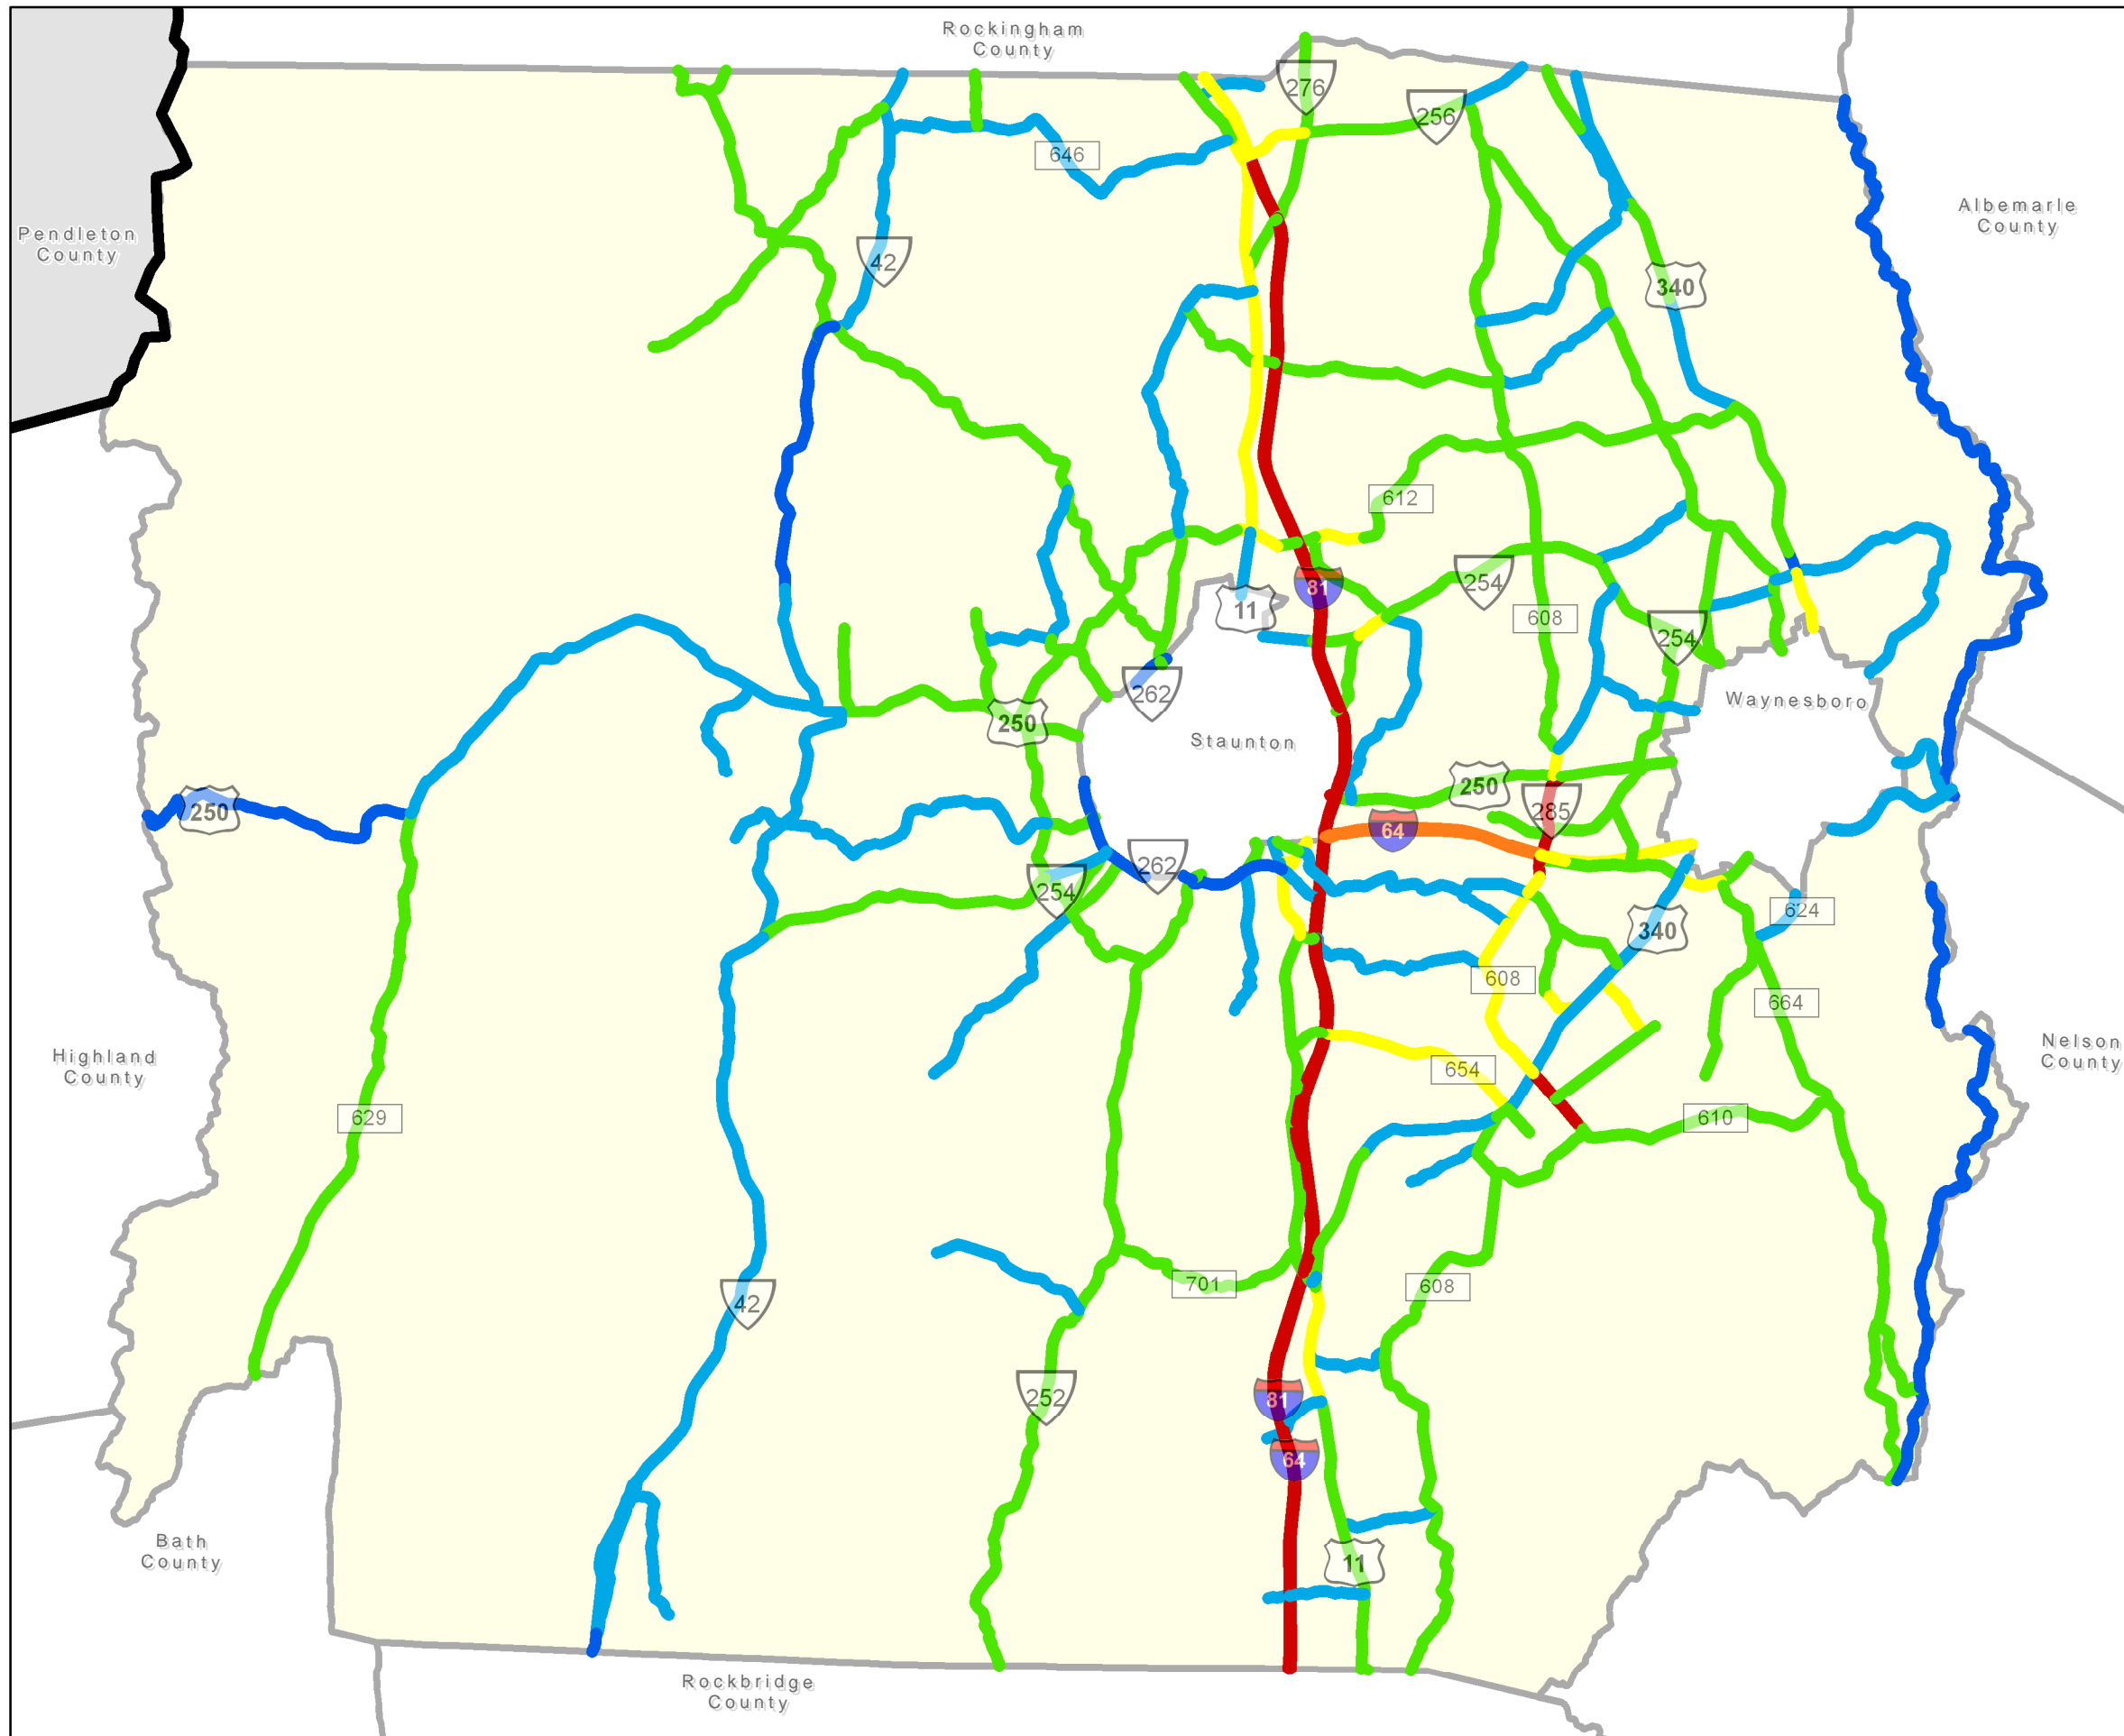 Rockingham
County
276
256
646
Pendleton
County
Albemarle
County
42
340
612
81
254
11
608
254
262
250
Waynesboro
Staunton
250
250
285
64
262
254
624
340
608
664
Highland
County
Nelson
County
654
629
610
701
608
42
81
252
64
Bath
County
11
Rockbridge
County